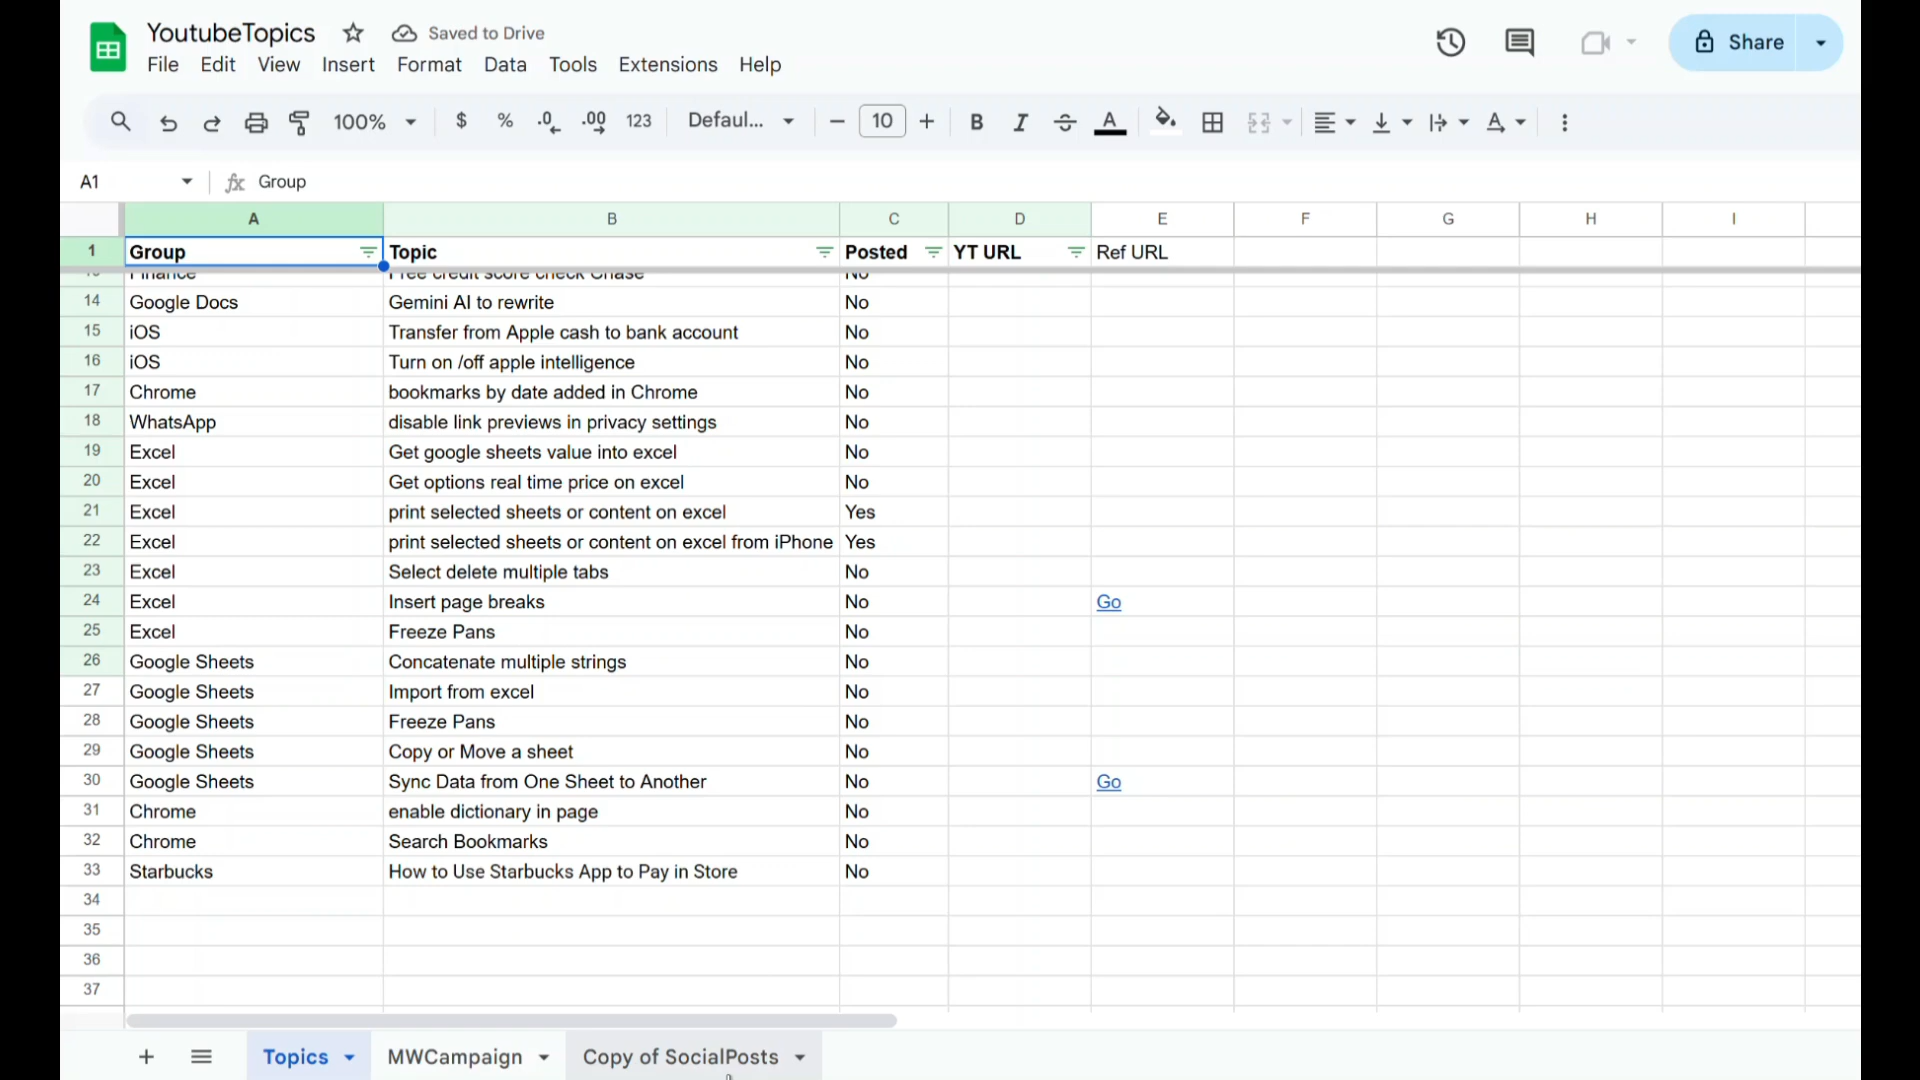 YoutubeTopics Saved to Drive
File Edit View Insert Format Data Tools Extensions Help
Share
100% $ % .0 .00 123 Defaul... − 10 + B I A A
A1 fx Group
A B C D E F G H I
1 Group Topic Posted YT URL Ref URL
Finance Free credit score check Chase No
14 Google Docs Gemini AI to rewrite No
15 iOS Transfer from Apple cash to bank account No
16 iOS Turn on /off apple intelligence No
17 Chrome bookmarks by date added in Chrome No
18 WhatsApp disable link previews in privacy settings No
19 Excel Get google sheets value into excel No
20 Excel Get options real time price on excel No
21 Excel print selected sheets or content on excel Yes
22 Excel print selected sheets or content on excel from iPhone Yes
23 Excel Select delete multiple tabs No
24 Excel Insert page breaks No Go
25 Excel Freeze Pans No
26 Google Sheets Concatenate multiple strings No
27 Google Sheets Import from excel No
28 Google Sheets Freeze Pans No
29 Google Sheets Copy or Move a sheet No
30 Google Sheets Sync Data from One Sheet to Another No Go
31 Chrome enable dictionary in page No
32 Chrome Search Bookmarks No
33 Starbucks How to Use Starbucks App to Pay in Store No
34
35
36
37
+ Topics MWCampaign Copy of SocialPosts